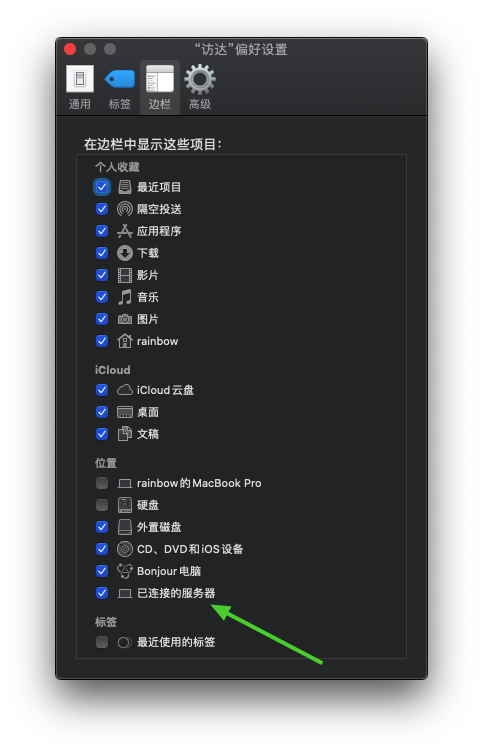 “访达”偏好设置
通用 标签 边栏 高级
在边栏中显示这些项目：
个人收藏
最近项目
隔空投送
应用程序
下载
影片
音乐
图片
rainbow
iCloud
iCloud云盘
桌面
文稿
位置
rainbow的MacBook Pro
硬盘
外置磁盘
CD、DVD和iOS设备
Bonjour电脑
已连接的服务器
标签
最近使用的标签